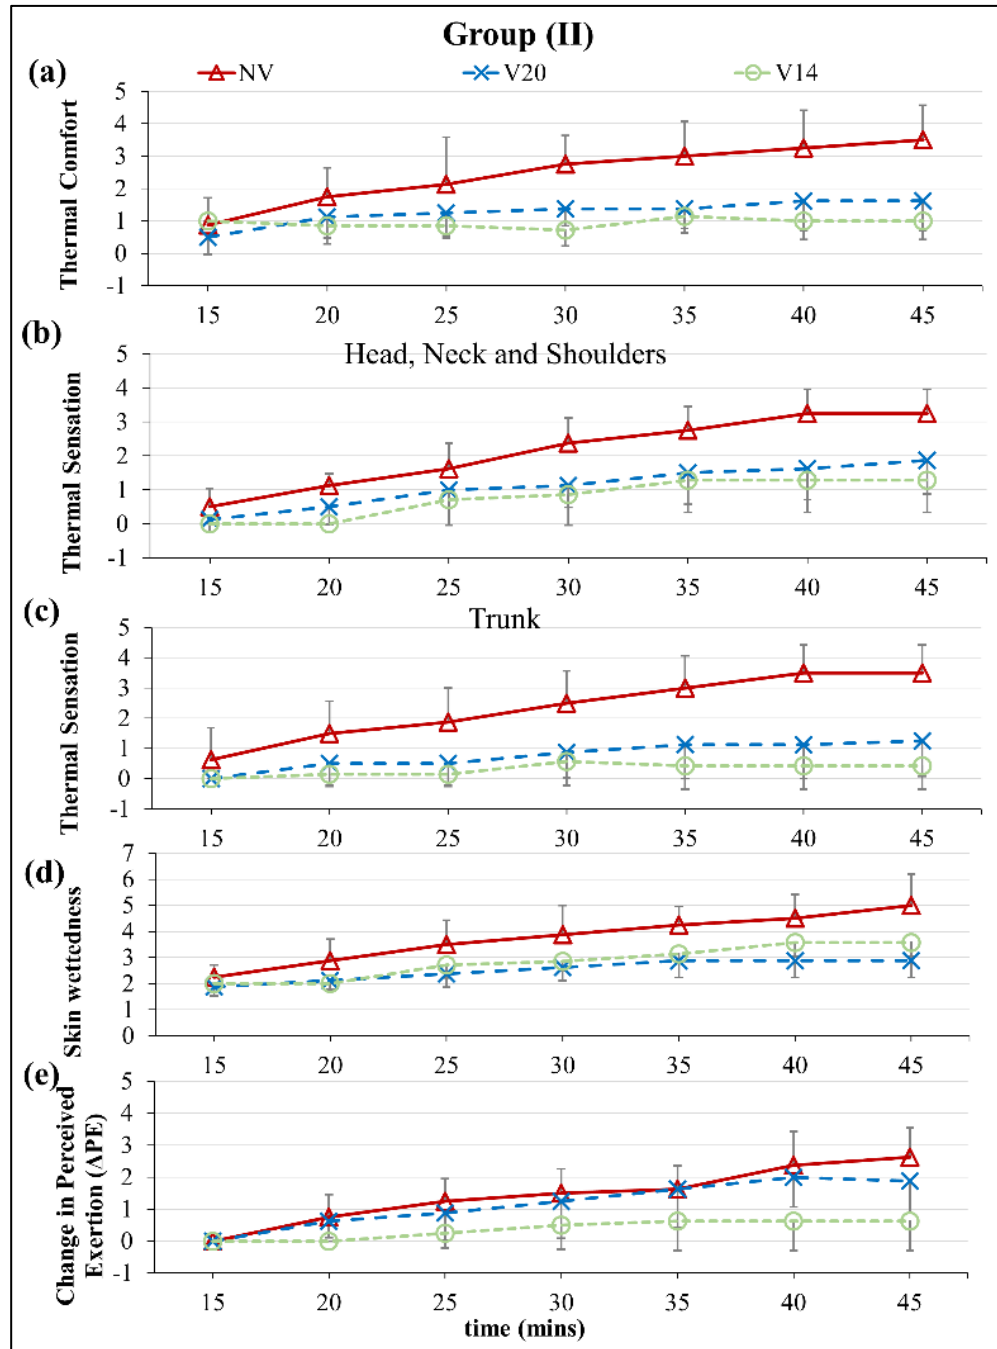 Group (II)
(a)
NV V20 V14
Thermal Comfort
5
4
3
2
1
0
-1
15 20 25 30 35 40 45
(b)
Head, Neck and Shoulders
Thermal Sensation
5
4
3
2
1
0
-1
15 20 25 30 35 40 45
(c)
Trunk
Thermal Sensation
5
4
3
2
1
0
-1
15 20 25 30 35 40 45
(d)
Skin wettedness
7
6
5
4
3
2
1
0
15 20 25 30 35 40 45
(e)
Change in Perceived
Exertion (ΔPE)
5
4
3
2
1
0
-1
15 20 25 30 35 40 45
time (mins)